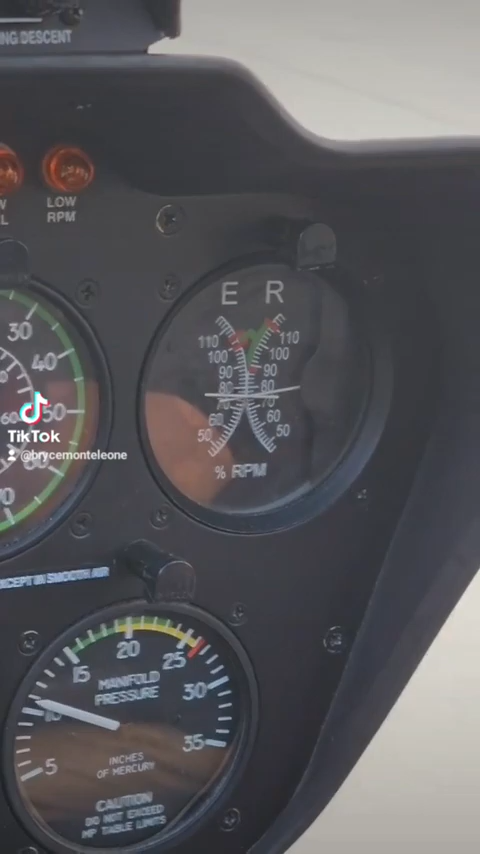 NG DESCENT
LOW
RPM
E R
110 110
100 100
90 90
80 80
70 70
60 60
50 50
% RPM
30
40
50
60
TikTok
@brycemonteleone
EXCEPT IN SMOOTH AIR
20
15 25
MANIFOLD
PRESSURE
30
10
35
5
INCHES
OF MERCURY
CAUTION
DO NOT EXCEED
MP TABLE LIMITS